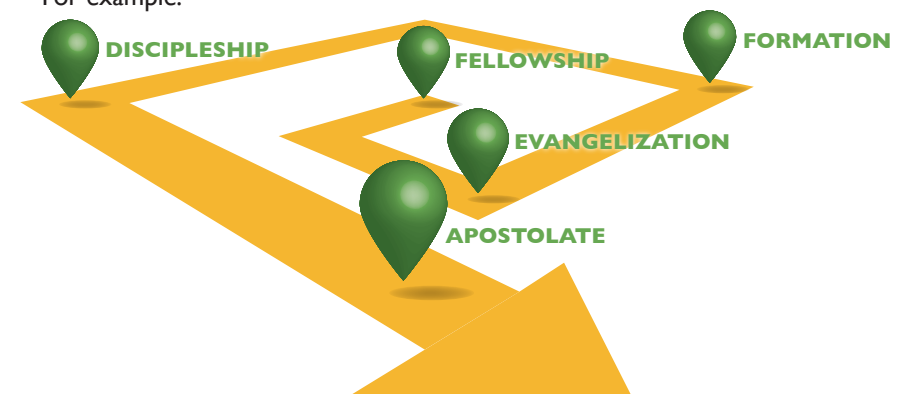 For example:
DISCIPLESHIP
FELLOWSHIP
FORMATION
EVANGELIZATION
APOSTOLATE